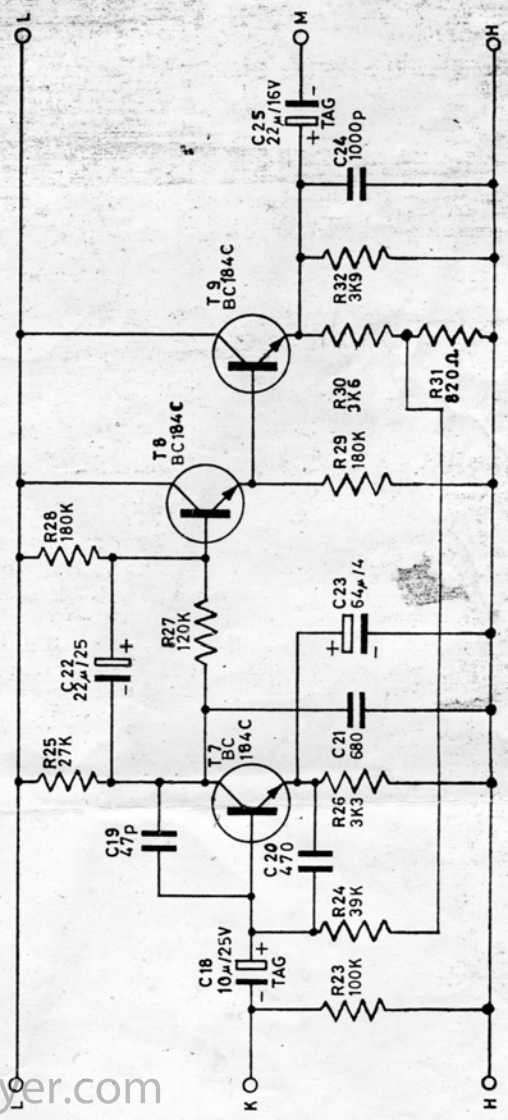 L
L
K
M
H
H
R28
180K
R25
27K
C22
22µ/25
-
+
C19
47p
R27
120K
T7
BC
184C
T8
BC184C
T9
BC184C
C18
10µ/25V
-
+
TAG
C20
470
R23
100K
R24
39K
R26
3K3
C21
680
C23
64µ/4
+
-
R29
180K
R30
R31
820Ω
R32
3K9
C24
1000p
C25
22µ/16V
+
-
TAG
yer.com